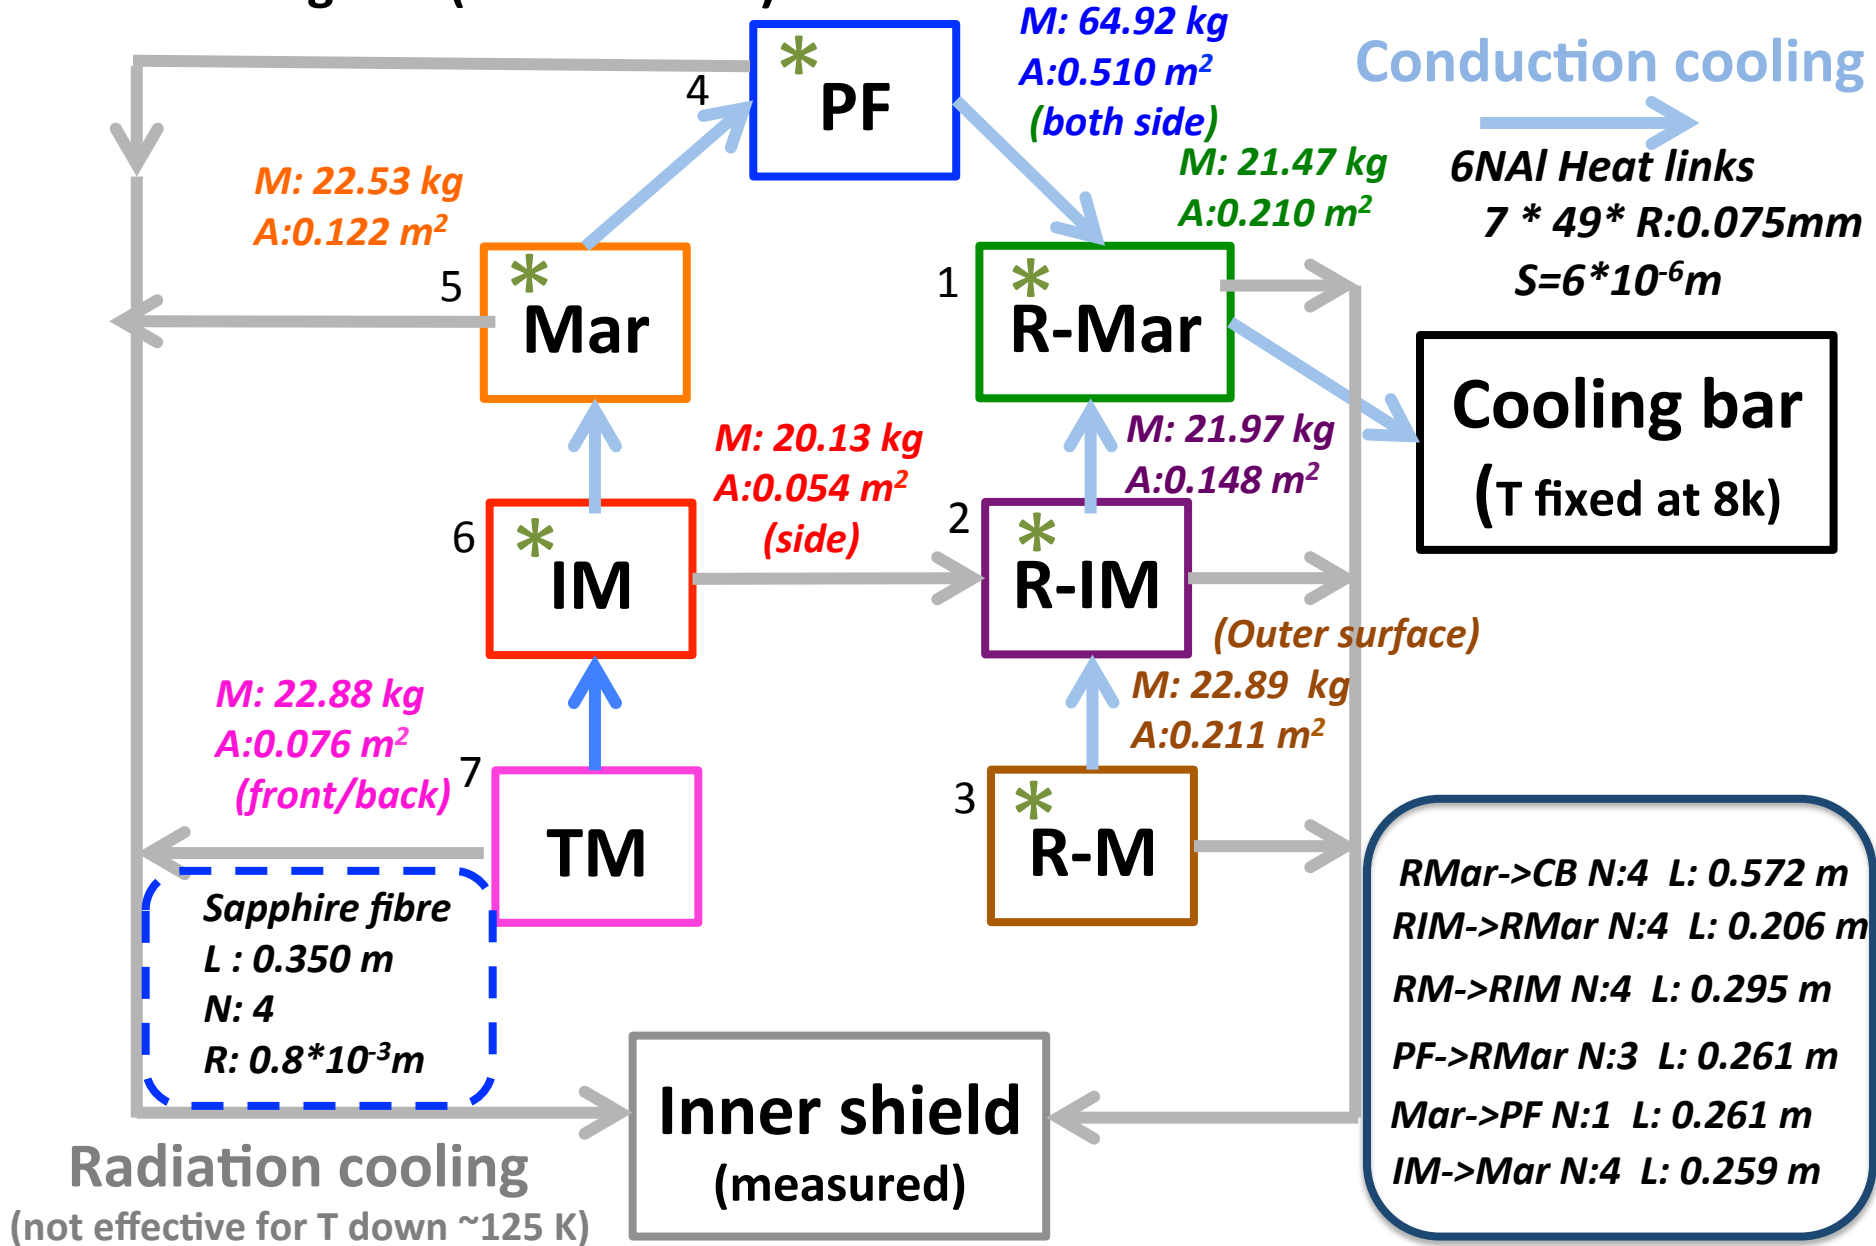 M: 64.92 kg
A:0.510 m²
(both side)
4
* PF
Conduction cooling
6NAl Heat links
7 * 49* R:0.075mm
S=6*10⁻⁶m
M: 22.53 kg
A:0.122 m²
M: 21.47 kg
A:0.210 m²
5
* Mar
1
* R-Mar
Cooling bar
(T fixed at 8k)
M: 20.13 kg
A:0.054 m²
(side)
M: 21.97 kg
A:0.148 m²
6
* IM
2
* R-IM
(Outer surface)
M: 22.89 kg
A:0.211 m²
M: 22.88 kg
A:0.076 m²
(front/back)
7
TM
3
* R-M
Sapphire fibre
L : 0.350 m
N: 4
R: 0.8*10⁻³m
RMar->CB N:4 L: 0.572 m
RIM->RMar N:4 L: 0.206 m
RM->RIM N:4 L: 0.295 m
PF->RMar N:3 L: 0.261 m
Mar->PF N:1 L: 0.261 m
IM->Mar N:4 L: 0.259 m
Inner shield
(measured)
Radiation cooling
(not effective for T down ~125 K)